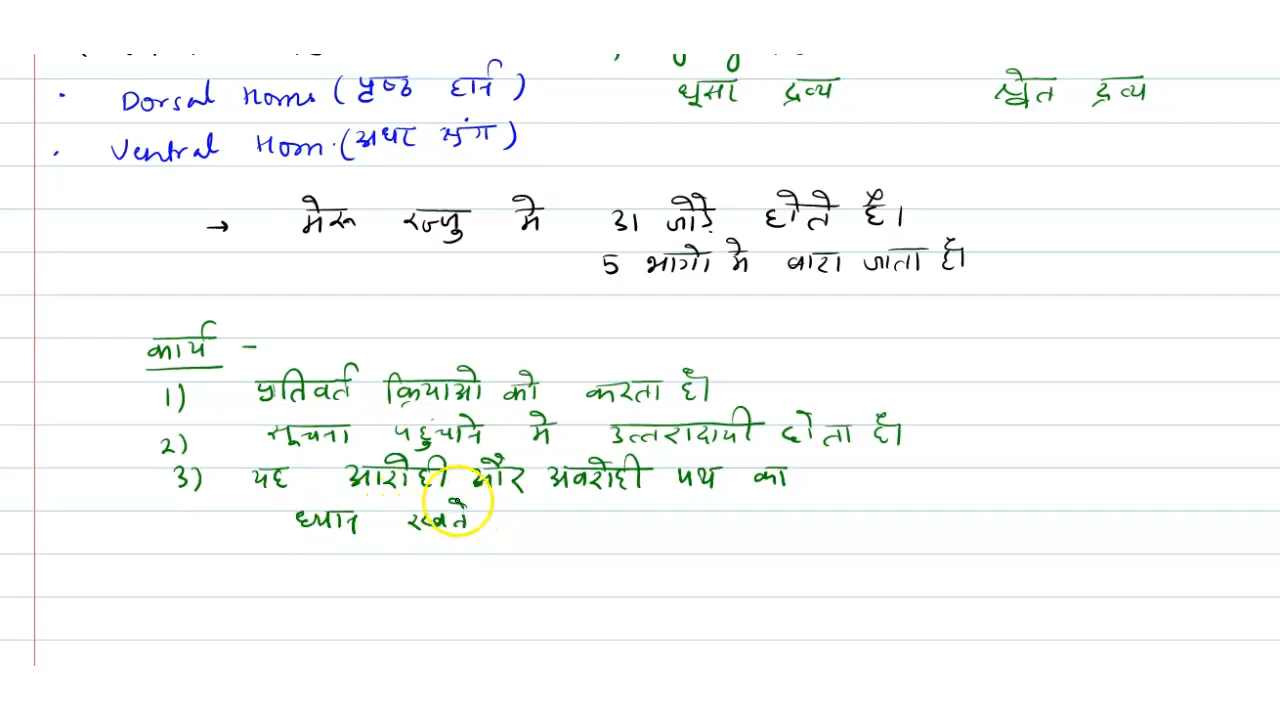 · Dorsal Horns (पृष्ठ हार्न) धूसर द्रव्य श्वेत द्रव्य
· Ventral Horn. (अधर श्रृंग)
→ मेरू रज्जु मे 31 जोड़े होते है।
5 भागो मे बाटा जाता है।
कार्य -
1) प्रतिवर्त क्रियाओ को करता है।
2) सूचना पहुंचाने मे उत्तरादायी होता है।
3) यह आरोही और अवरोही पथ का
ध्यान रखते